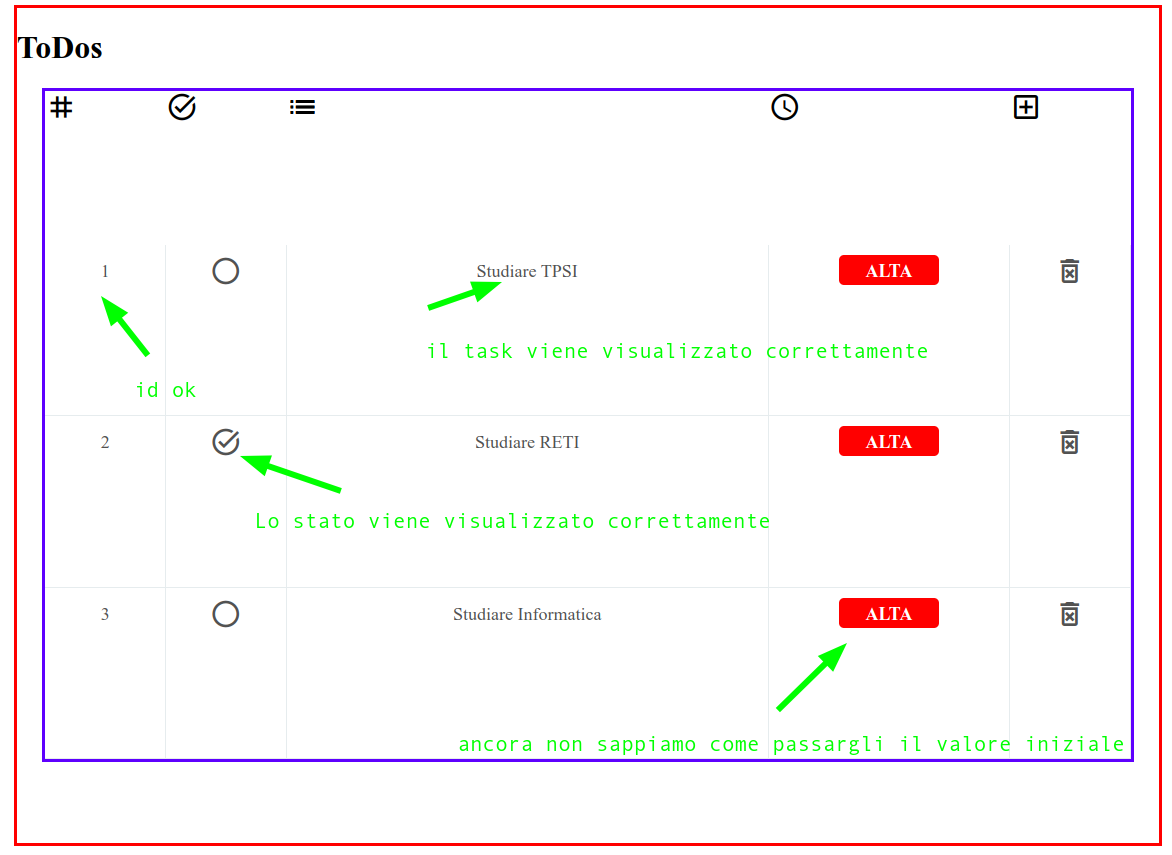 ToDos
1
Studiare TPSI
ALTA
il task viene visualizzato correttamente
id ok
2
Studiare RETI
ALTA
Lo stato viene visualizzato correttamente
3
Studiare Informatica
ALTA
ancora non sappiamo come passargli il valore iniziale